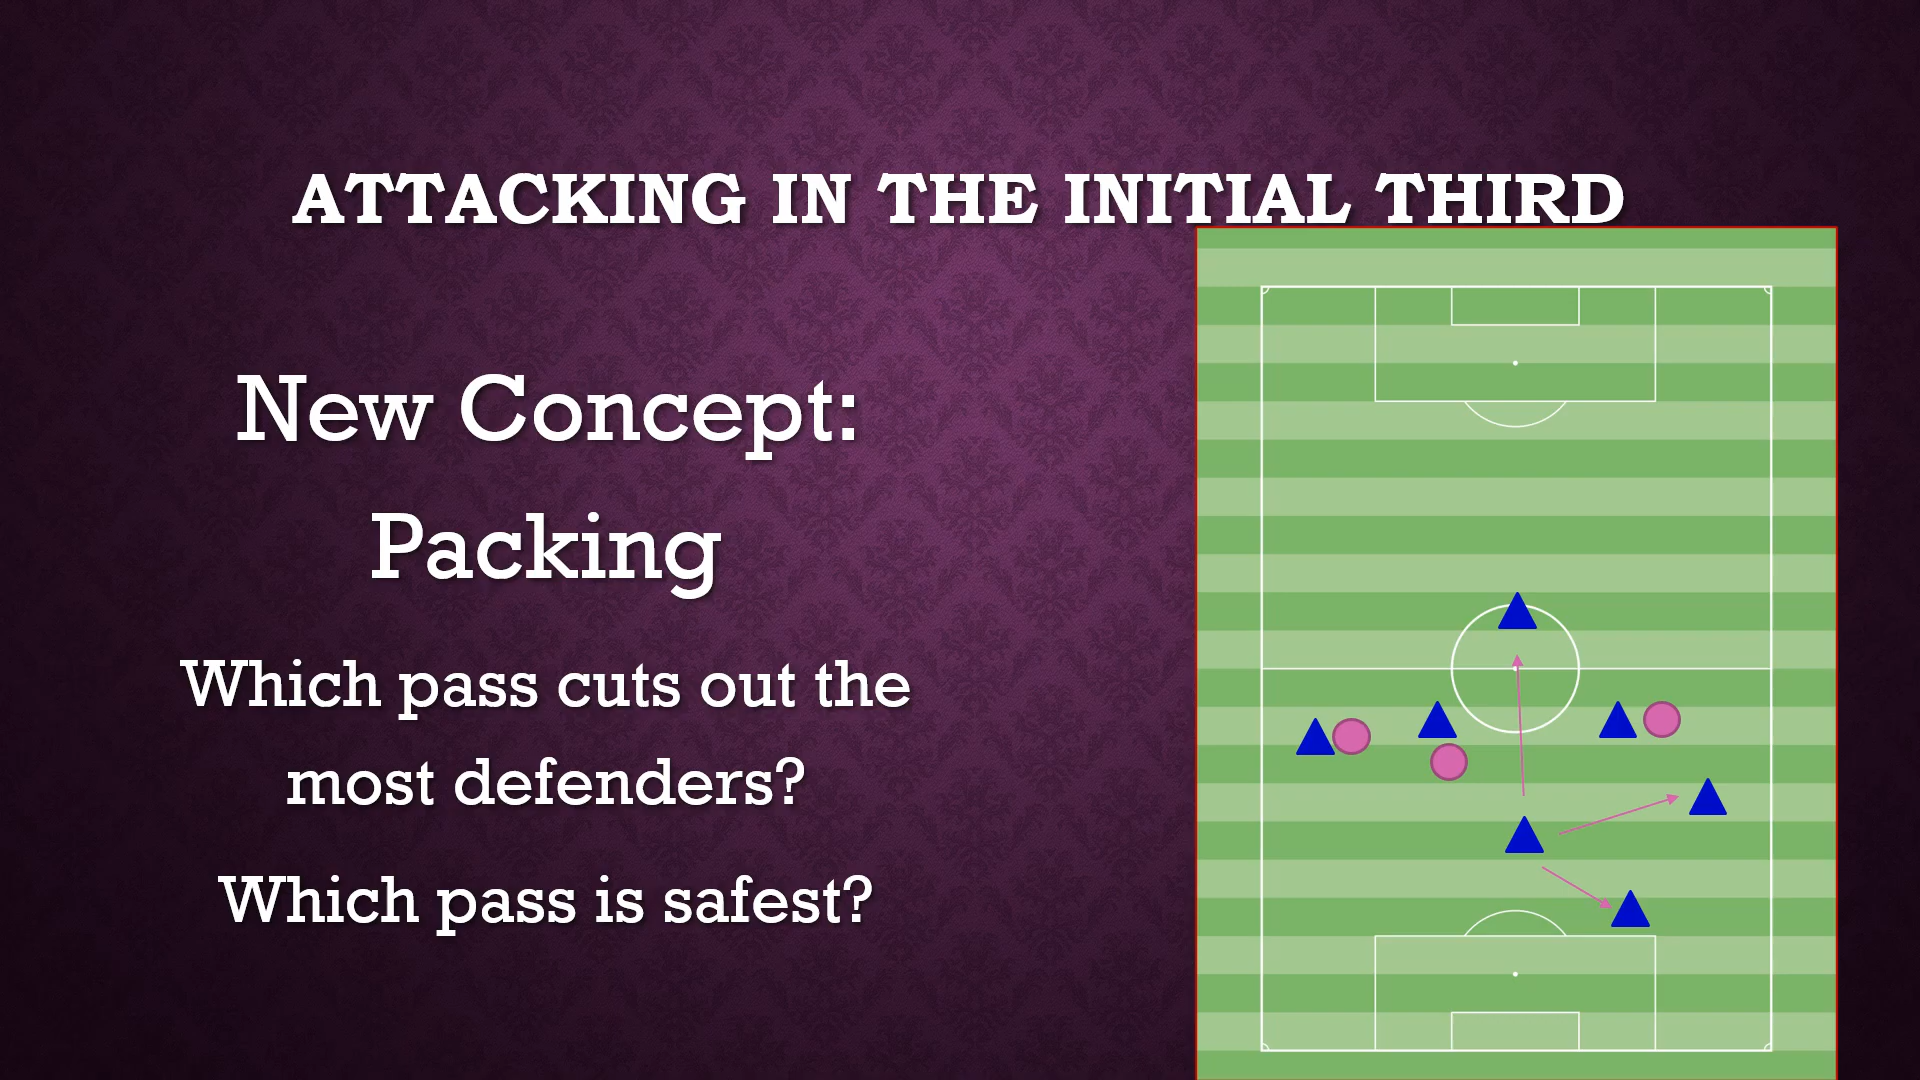 ATTACKING IN THE INITIAL THIRD
New Concept:
Packing
Which pass cuts out the
most defenders?
Which pass is safest?